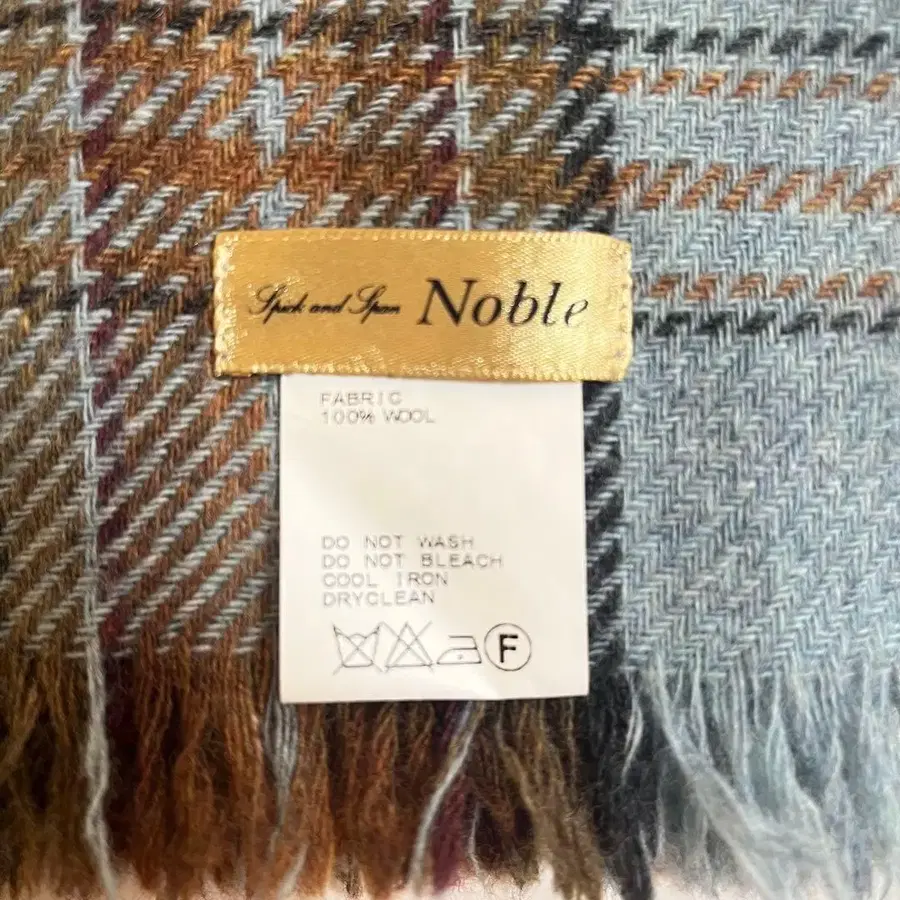 Spick and Span Noble
FABRIC
100% WOOL
DO NOT WASH
DO NOT BLEACH
COOL IRON
DRYCLEAN
F